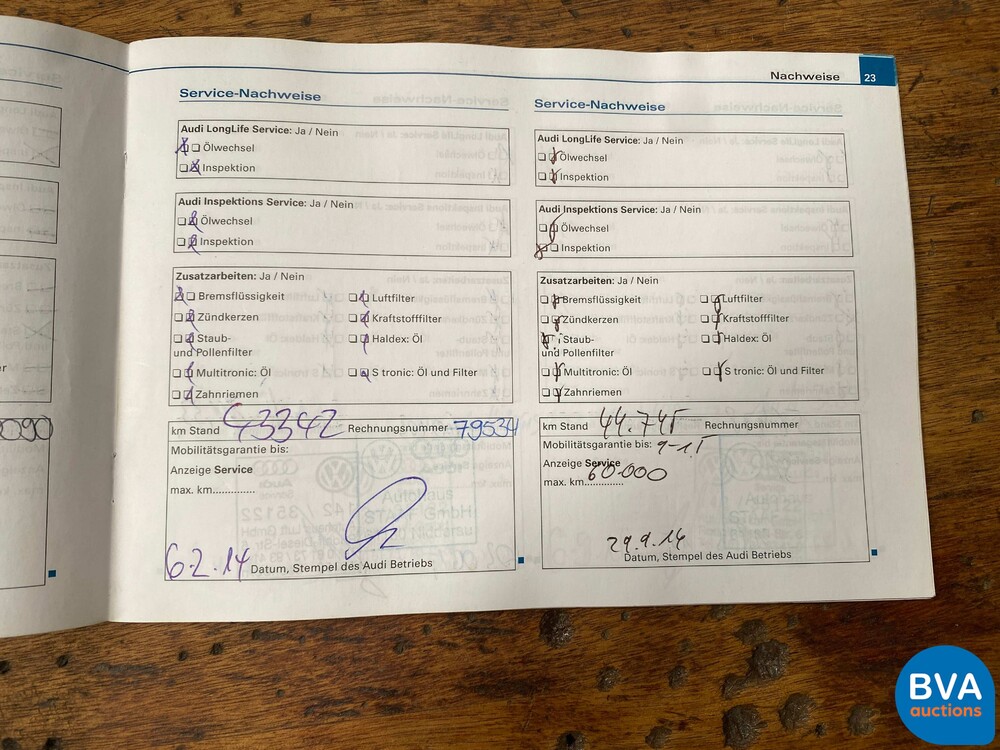 Nachweise 23
Service-Nachweise
Audi LongLife Service: Ja / Nein
Ölwechsel
Inspektion
Audi Inspektions Service: Ja / Nein
Ölwechsel
Inspektion
Zusatzarbeiten: Ja / Nein
Bremsflüssigkeit Luftfilter
Zündkerzen Kraftstofffilter
Staub- Haldex: Öl
und Pollenfilter
Multitronic: Öl S tronic: Öl und Filter
Zahnriemen
km Stand 43342 Rechnungsnummer 79534
Mobilitätsgarantie bis:
Anzeige Service
max. km..............
6.2.14 Datum, Stempel des Audi Betriebs
Service-Nachweise
Audi LongLife Service: Ja / Nein
Ölwechsel
Inspektion
Audi Inspektions Service: Ja / Nein
Ölwechsel
Inspektion
Zusatzarbeiten: Ja / Nein
Bremsflüssigkeit Luftfilter
Zündkerzen Kraftstofffilter
Staub- Haldex: Öl
und Pollenfilter
Multitronic: Öl S tronic: Öl und Filter
Zahnriemen
km Stand 44.745 Rechnungsnummer
Mobilitätsgarantie bis: 9-15
Anzeige Service
max. km............. 60.000
29.9.14
Datum, Stempel des Audi Betriebs
BVA
auctions